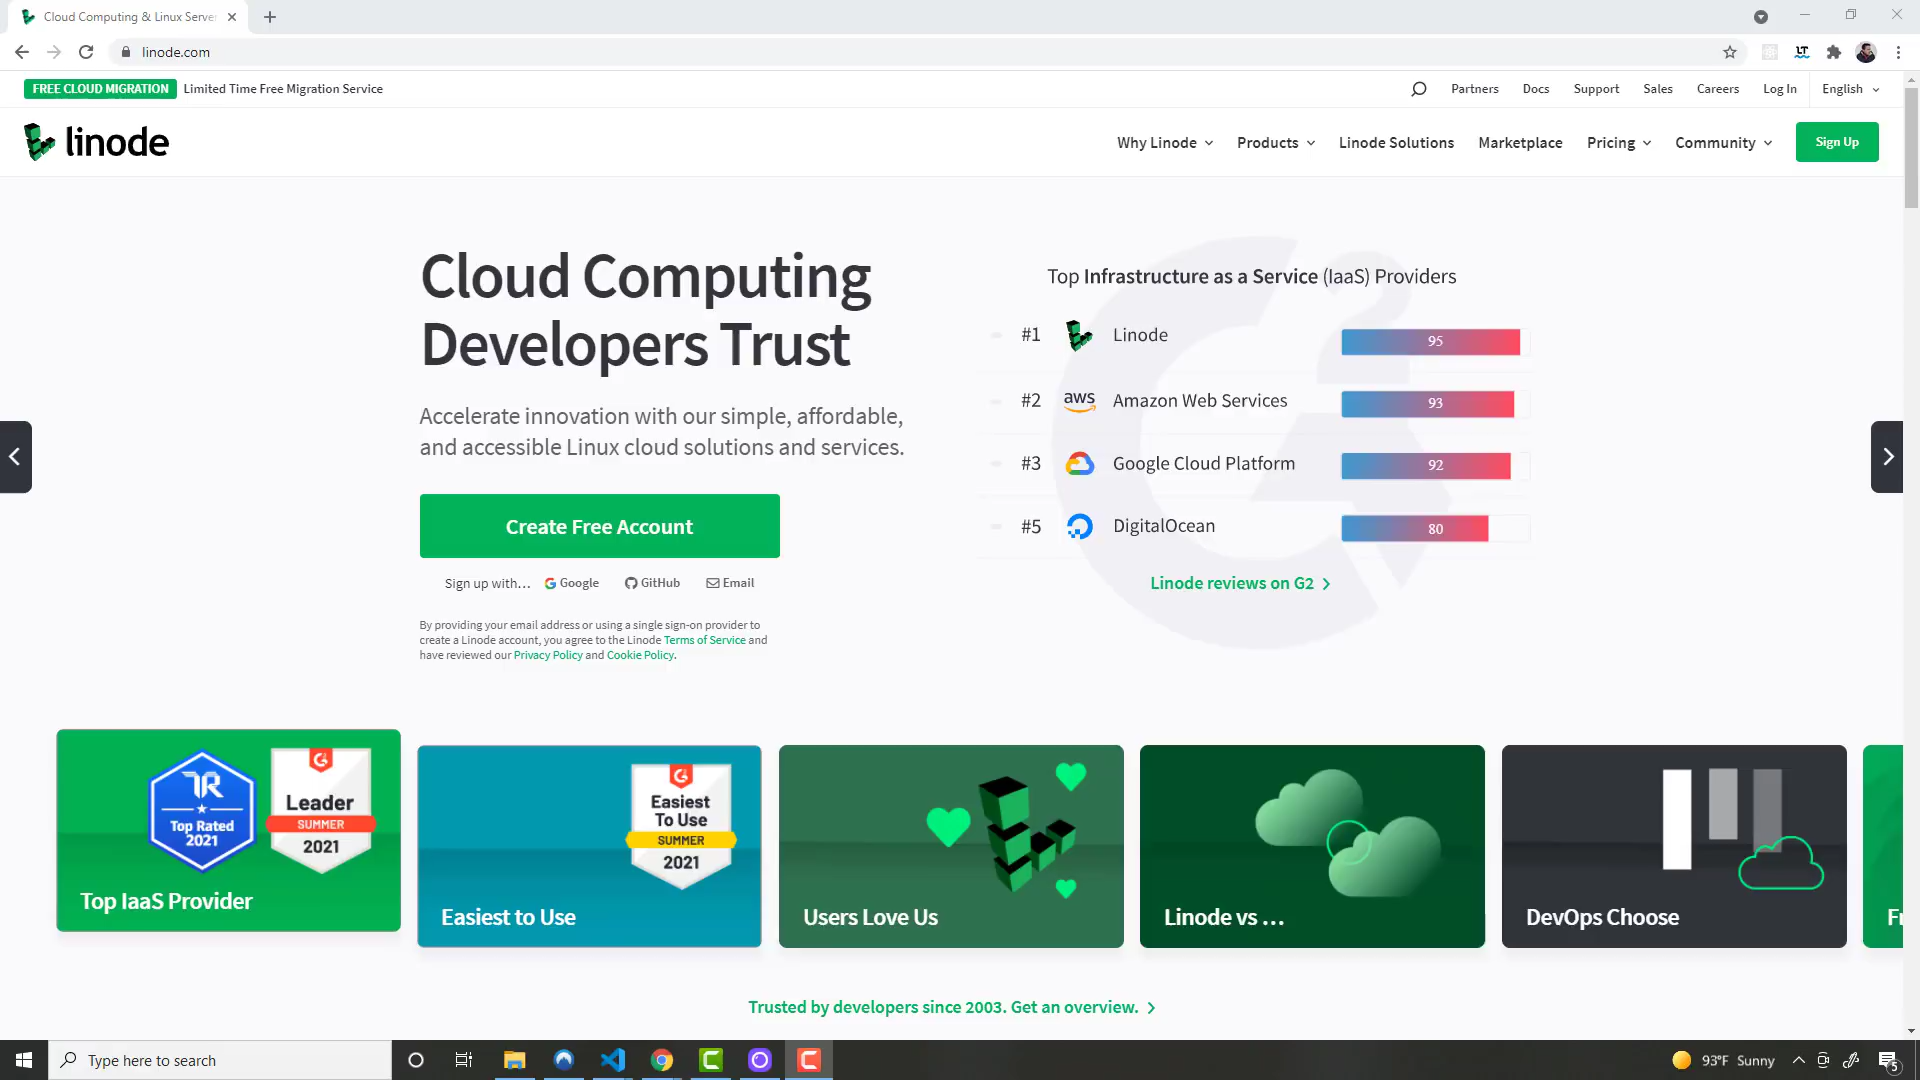 Cloud Computing & Linux Server
linode.com
FREE CLOUD MIGRATION Limited Time Free Migration Service
Partners Docs Support Sales Careers Log In English
linode
Why Linode Products Linode Solutions Marketplace Pricing Community Sign Up
Cloud Computing
Developers Trust
Accelerate innovation with our simple, affordable,
and accessible Linux cloud solutions and services.
Create Free Account
Sign up with... Google GitHub Email
By providing your email address or using a single sign-on provider to
create a Linode account, you agree to the Linode Terms of Service and
have reviewed our Privacy Policy and Cookie Policy.
Top Infrastructure as a Service (IaaS) Providers
#1 Linode 95
#2 aws Amazon Web Services 93
#3 Google Cloud Platform 92
#5 DigitalOcean 80
Linode reviews on G2
TR
Top Rated
2021
Leader
SUMMER
2021
Top IaaS Provider
Easiest
To Use
SUMMER
2021
Easiest to Use
Users Love Us
Linode vs ...
DevOps Choose
Fr
Trusted by developers since 2003. Get an overview.
Type here to search
93°F Sunny
5